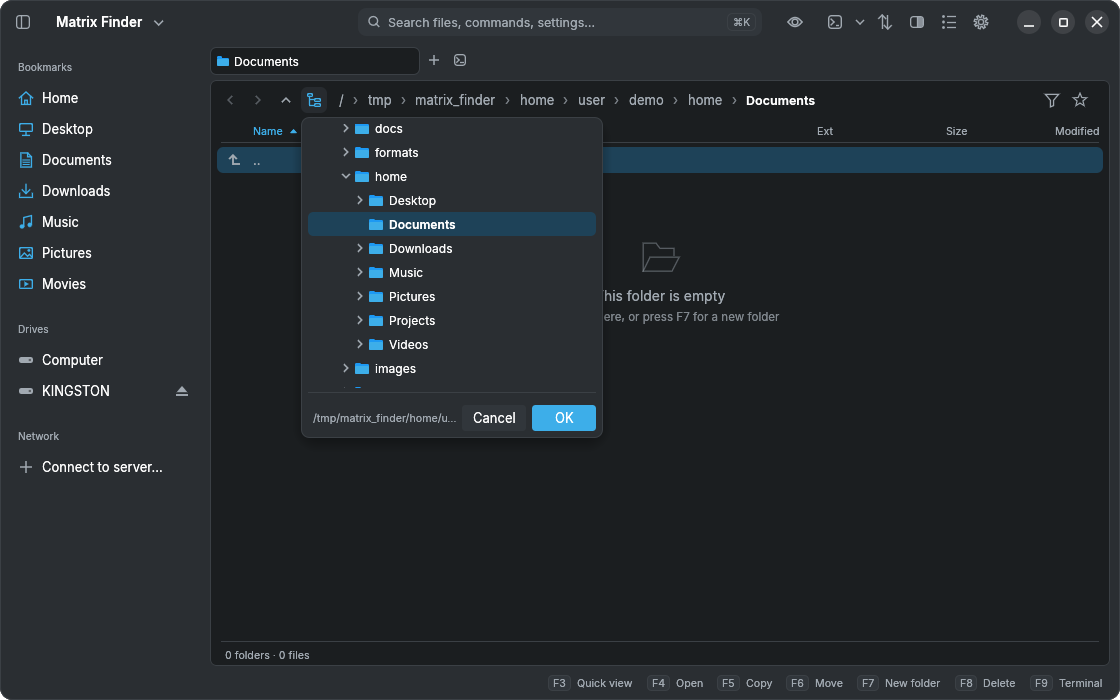 Matrix Finder
Search files, commands, settings...
⌘K
Bookmarks
Home
Desktop
Documents
Downloads
Music
Pictures
Movies
Drives
Computer
KINGSTON
Network
Connect to server...
Documents
/ › tmp › matrix_finder › home › user › demo › home › Documents
Name Ext Size Modified
..
docs
formats
home
Desktop
Documents
Downloads
Music
Pictures
Projects
Videos
images
/tmp/matrix_finder/home/u...
Cancel
OK
his folder is empty
ere, or press F7 for a new folder
0 folders · 0 files
F3 Quick view F4 Open F5 Copy F6 Move F7 New folder F8 Delete F9 Terminal